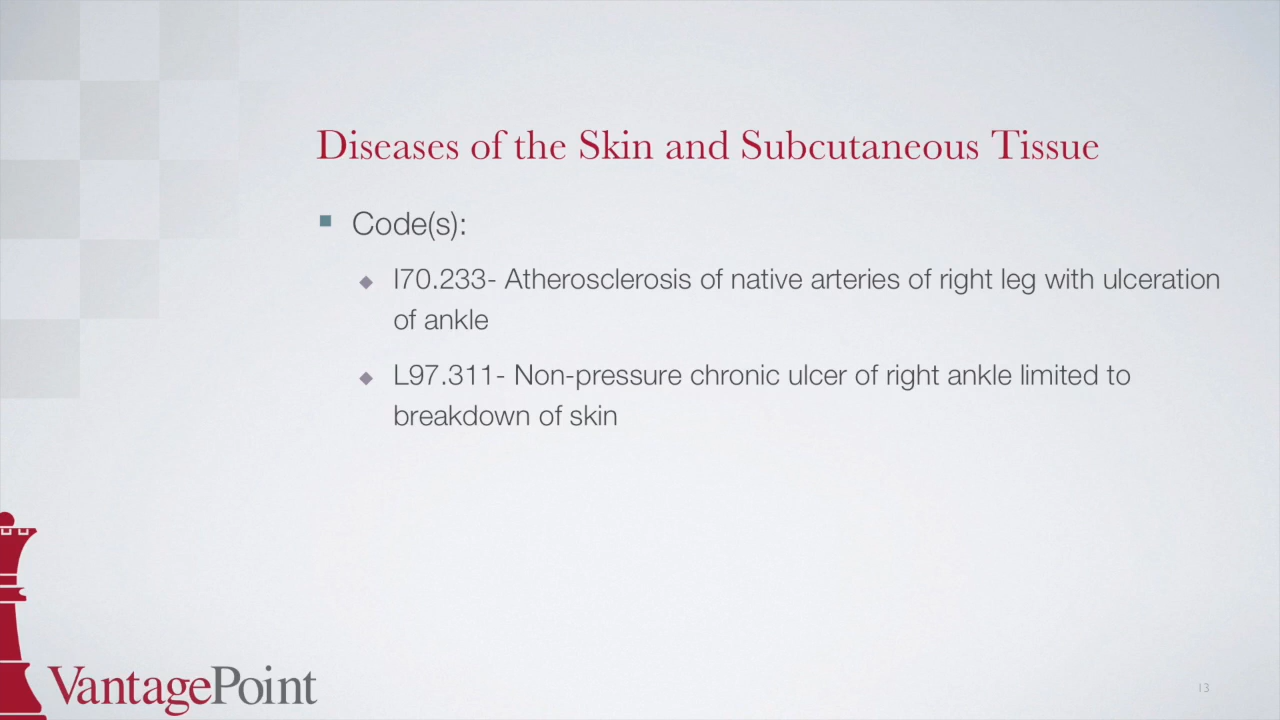 Diseases of the Skin and Subcutaneous Tissue
Code(s):
I70.233- Atherosclerosis of native arteries of right leg with ulceration
of ankle
L97.311- Non-pressure chronic ulcer of right ankle limited to
breakdown of skin
VantagePoint
13